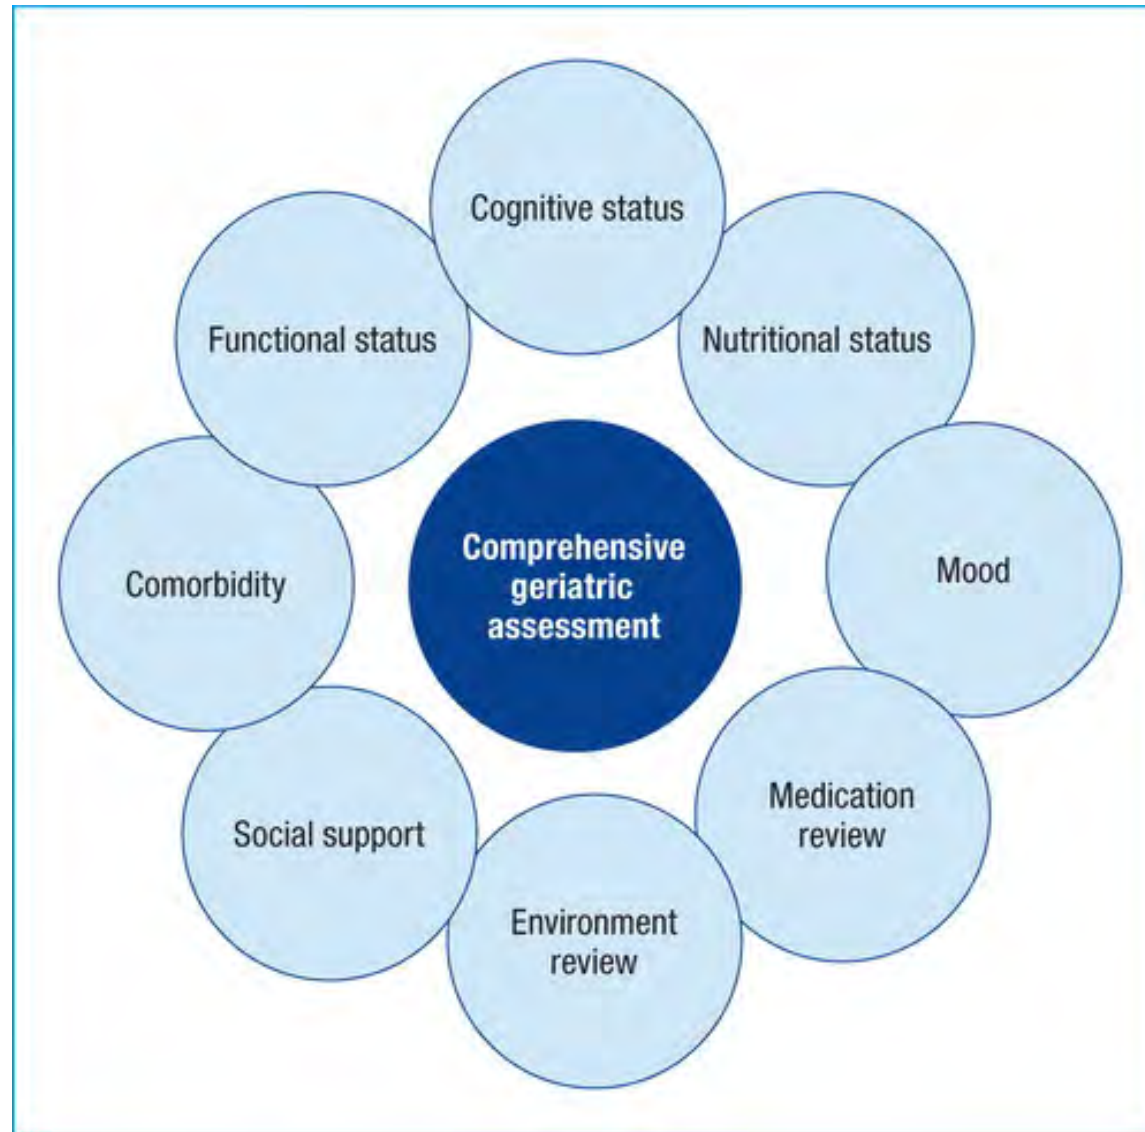 Cognitive status
Functional status
Nutritional status
Comprehensive
geriatric
assessment
Comorbidity
Mood
Social support
Medication
review
Environment
review